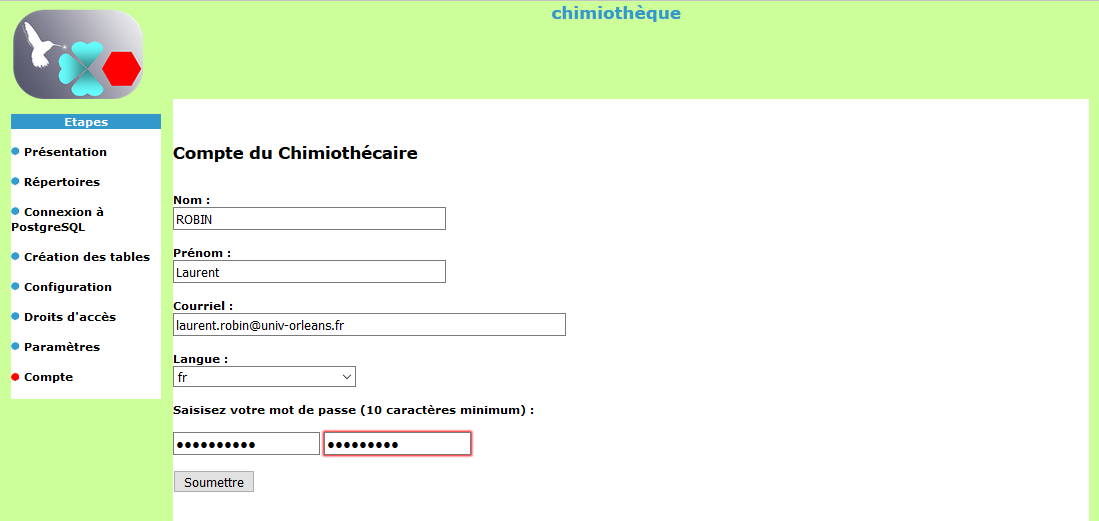 chimiothèque
Etapes
Présentation
Répertoires
Connexion à
PostgreSQL
Création des tables
Configuration
Droits d'accès
Paramètres
Compte
Compte du Chimiothécaire
Nom :
ROBIN
Prénom :
Laurent
Courriel :
laurent.robin@univ-orleans.fr
Langue :
fr
Saisisez votre mot de passe (10 caractères minimum) :
●●●●●●●●●● ●●●●●●●●●
Soumettre